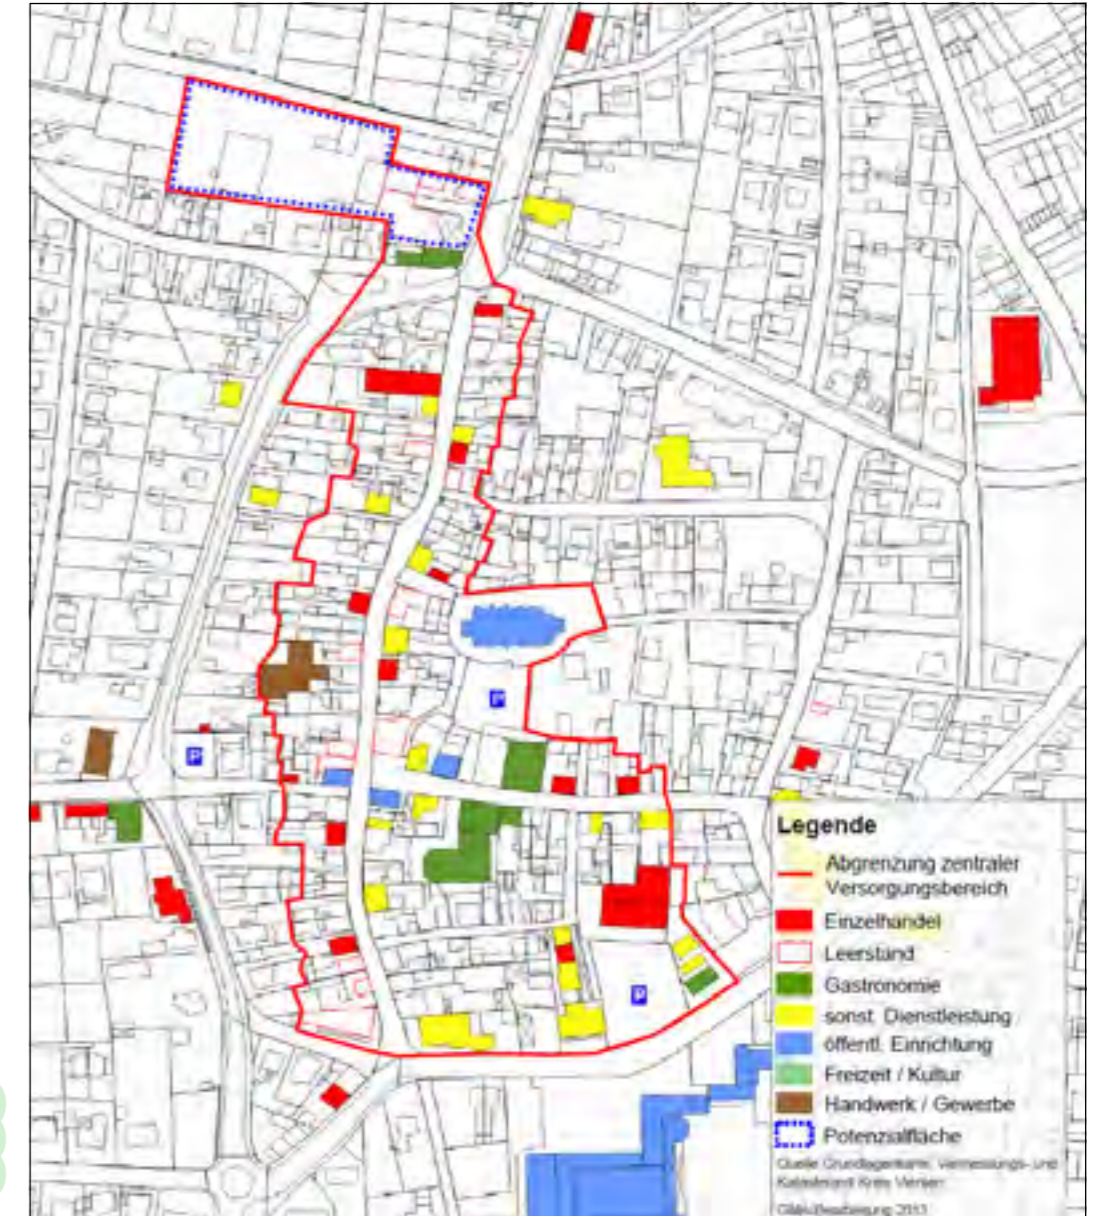 P
P
Legende
Abgrenzung zentraler
Versorgungsbereich
Einzelhandel
Leerstand
Gastronomie
sonst. Dienstleistung
öffentl. Einrichtung
Freizeit / Kultur
Handwerk / Gewerbe
P
Potenzialfläche
Quelle Grundlagenkarte: Vermessungs- und
Katasteramt Kreis Viersen
2013